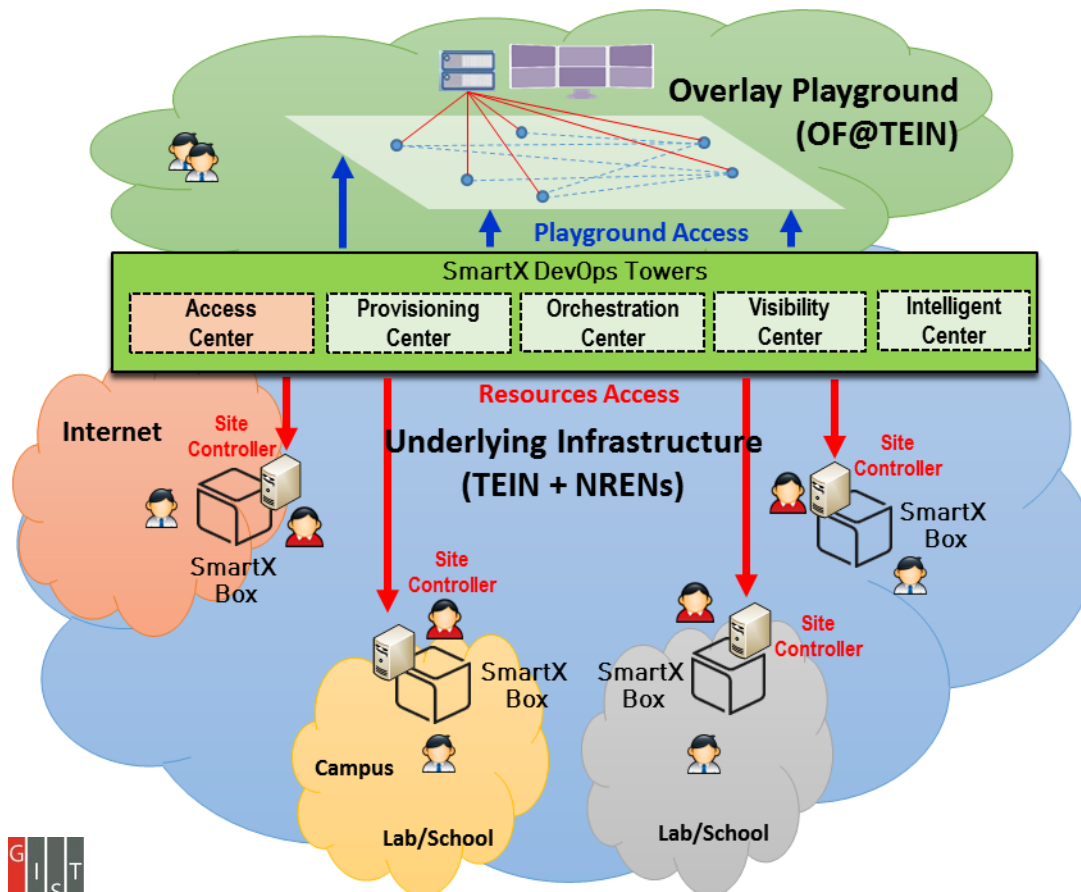 Overlay Playground
(OF@TEIN)
Playground Access
SmartX DevOps Towers
Access
Center
Provisioning
Center
Orchestration
Center
Visibility
Center
Intelligent
Center
Resources Access
Internet
Underlying Infrastructure
(TEIN + NRENs)
Site
Controller
SmartX
Box
Site
Controller
SmartX
Box
Site
Controller
SmartX
Box
Campus
Lab/School
Site
Controller
SmartX
Box
Lab/School
G
I
S
T